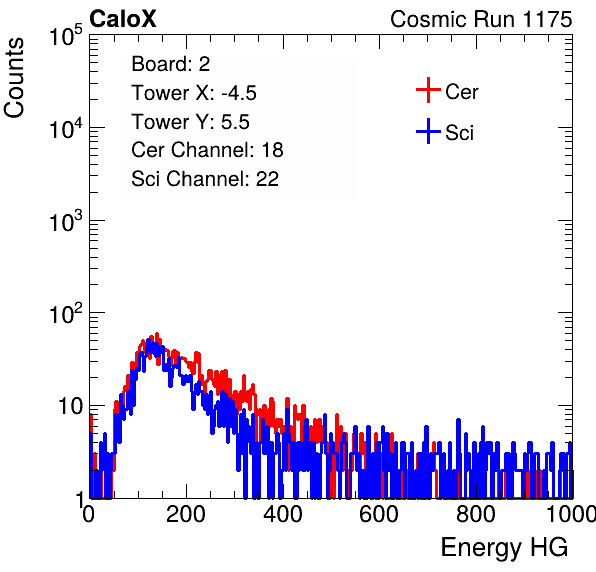 CaloX Cosmic Run 1175
Counts
10^5
Board: 2
Tower X: -4.5
Tower Y: 5.5
Cer Channel: 18
Sci Channel: 22
Cer
Sci
10^4
10^3
10^2
10
1
0 200 400 600 800 1000
Energy HG